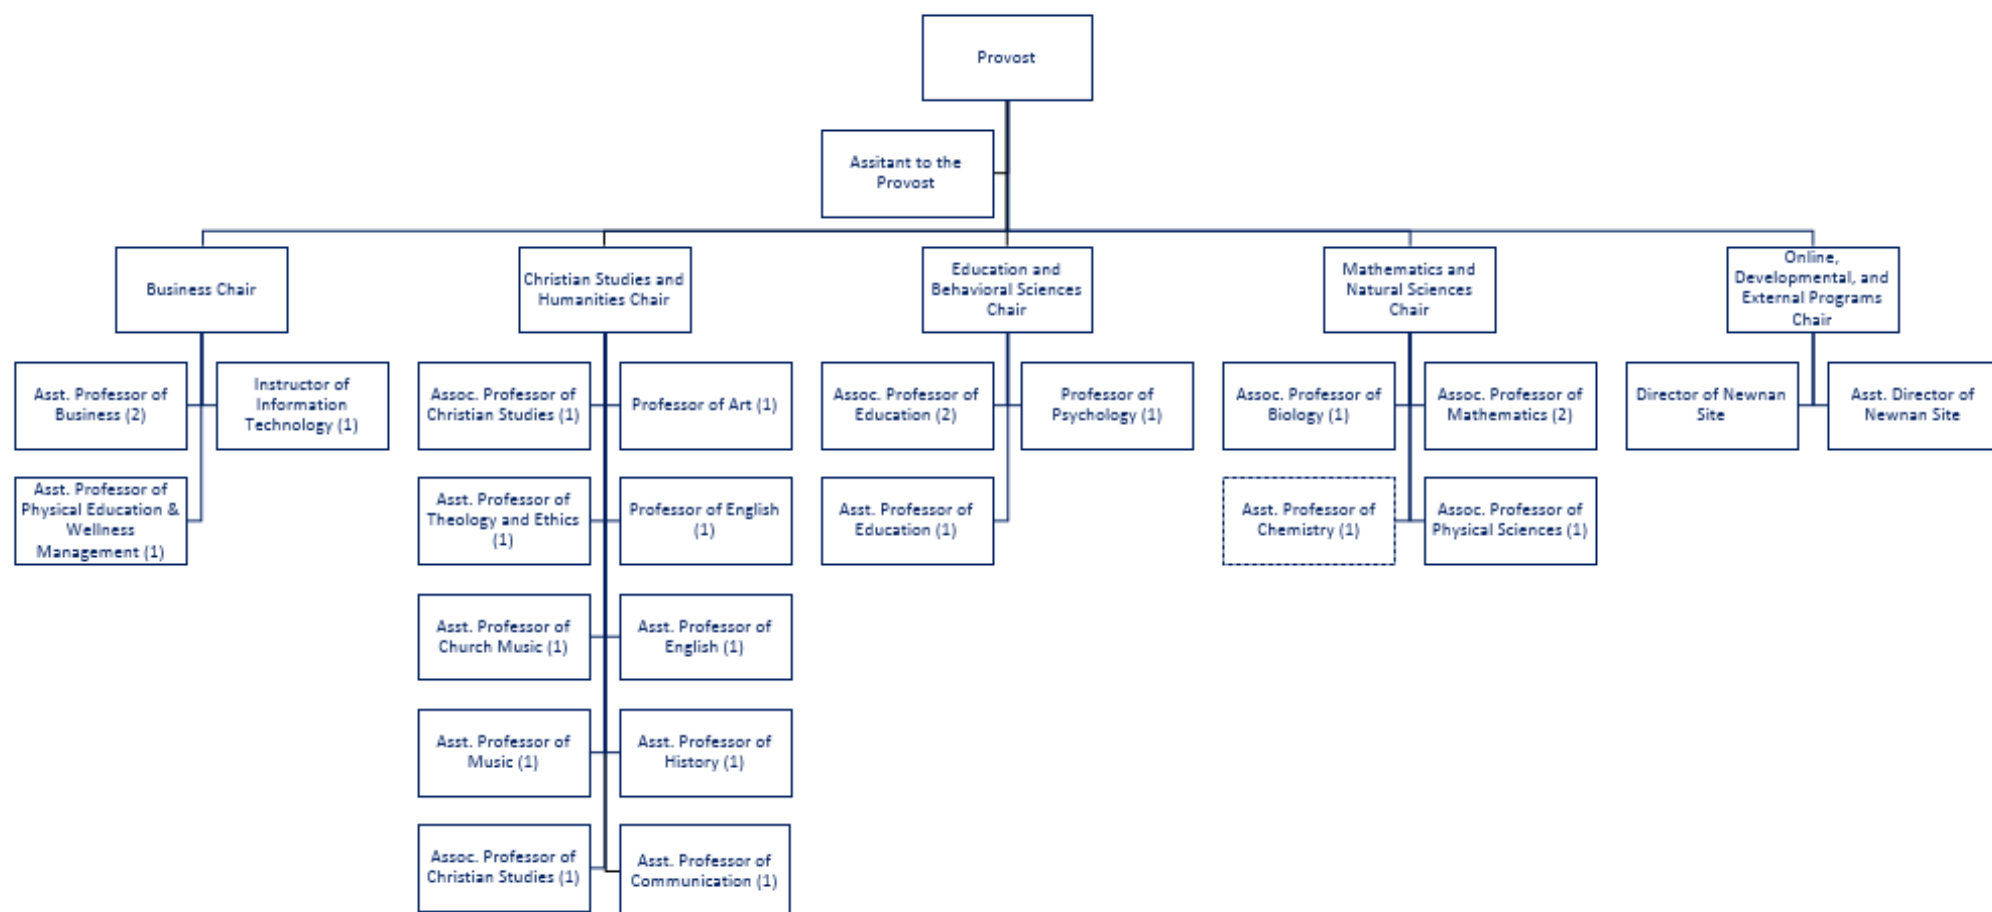 Provost
Assitant to the
Provost
Business Chair
Christian Studies and
Humanities Chair
Education and
Behavioral Sciences
Chair
Mathematics and
Natural Sciences
Chair
Online,
Developmental, and
External Programs
Chair
Asst. Professor of
Business (2)
Instructor of
Information
Technology (1)
Asst. Professor of
Physical Education &
Wellness
Management (1)
Assoc. Professor of
Christian Studies (1)
Professor of Art (1)
Asst. Professor of
Theology and Ethics
(1)
Professor of English
(1)
Asst. Professor of
Church Music (1)
Asst. Professor of
English (1)
Asst. Professor of
Music (1)
Asst. Professor of
History (1)
Assoc. Professor of
Christian Studies (1)
Asst. Professor of
Communication (1)
Assoc. Professor of
Education (2)
Professor of
Psychology (1)
Asst. Professor of
Education (1)
Assoc. Professor of
Biology (1)
Assoc. Professor of
Mathematics (2)
Asst. Professor of
Chemistry (1)
Assoc. Professor of
Physical Sciences (1)
Director of Newnan
Site
Asst. Director of
Newnan Site